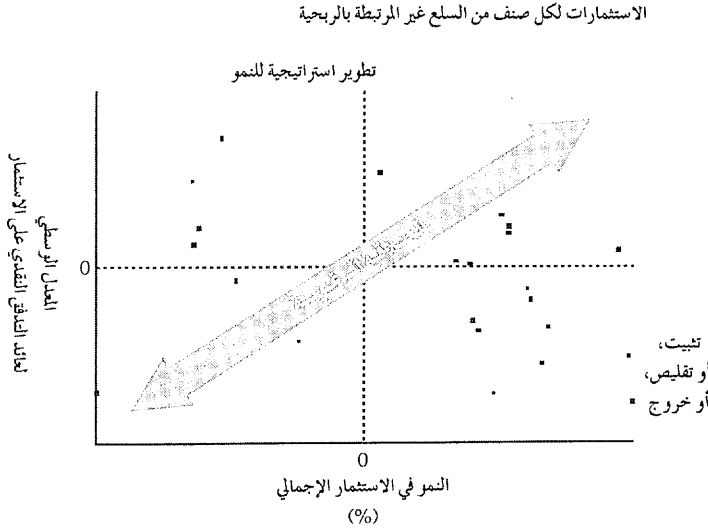 الاستثمارات لكل صنف من السلع غير المرتبطة بالربحية
تطوير استراتيجية للنمو
المعدل الوسطي
لعائد التدفق النقدي على الاستثمار
0
تثبيت،
أو تقليص،
أو خروج
0
النمو في الاستثمار الإجمالي
(%)